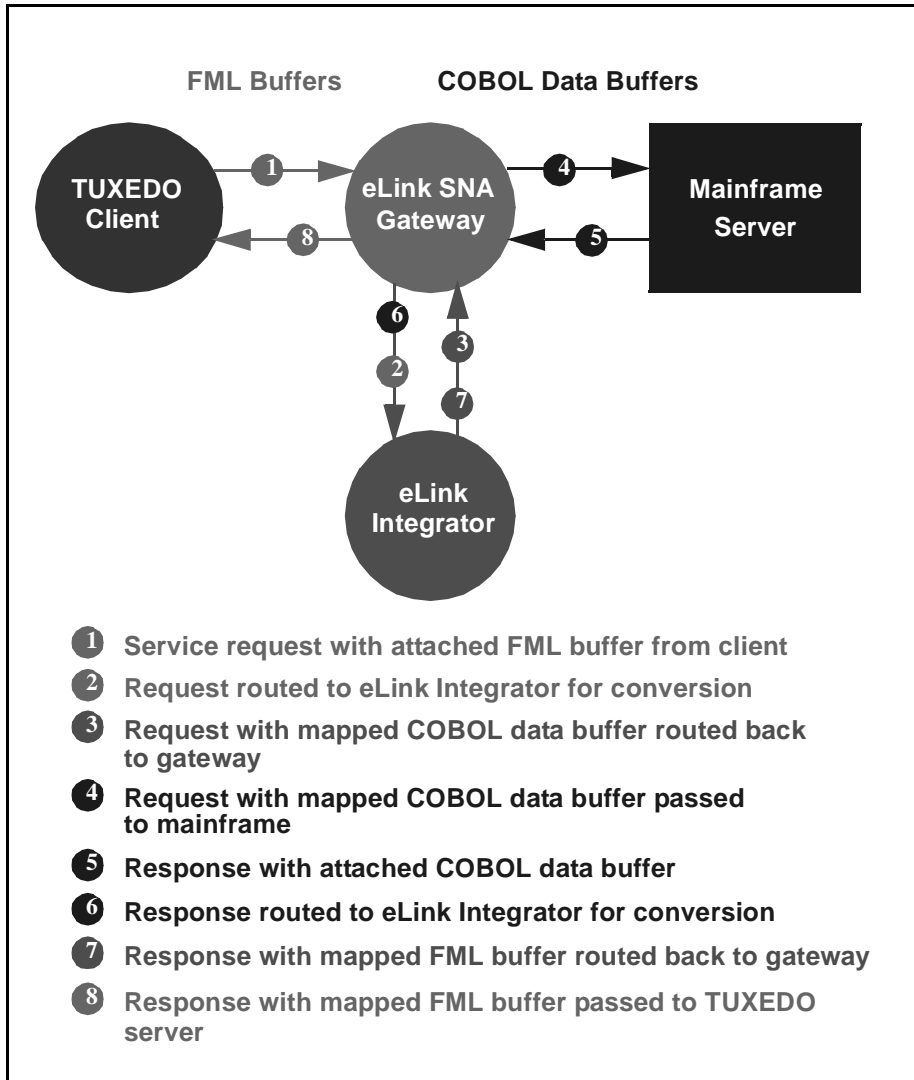 FML Buffers
COBOL Data Buffers
TUXEDO
Client
1
eLink SNA
Gateway
4
Mainframe
Server
8
5
6
2
3
7
eLink
Integrator
1 Service request with attached FML buffer from client
2 Request routed to eLink Integrator for conversion
3 Request with mapped COBOL data buffer routed back
to gateway
4 Request with mapped COBOL data buffer passed
to mainframe
5 Response with attached COBOL data buffer
6 Response routed to eLink Integrator for conversion
7 Response with mapped FML buffer routed back to gateway
8 Response with mapped FML buffer passed to TUXEDO
server